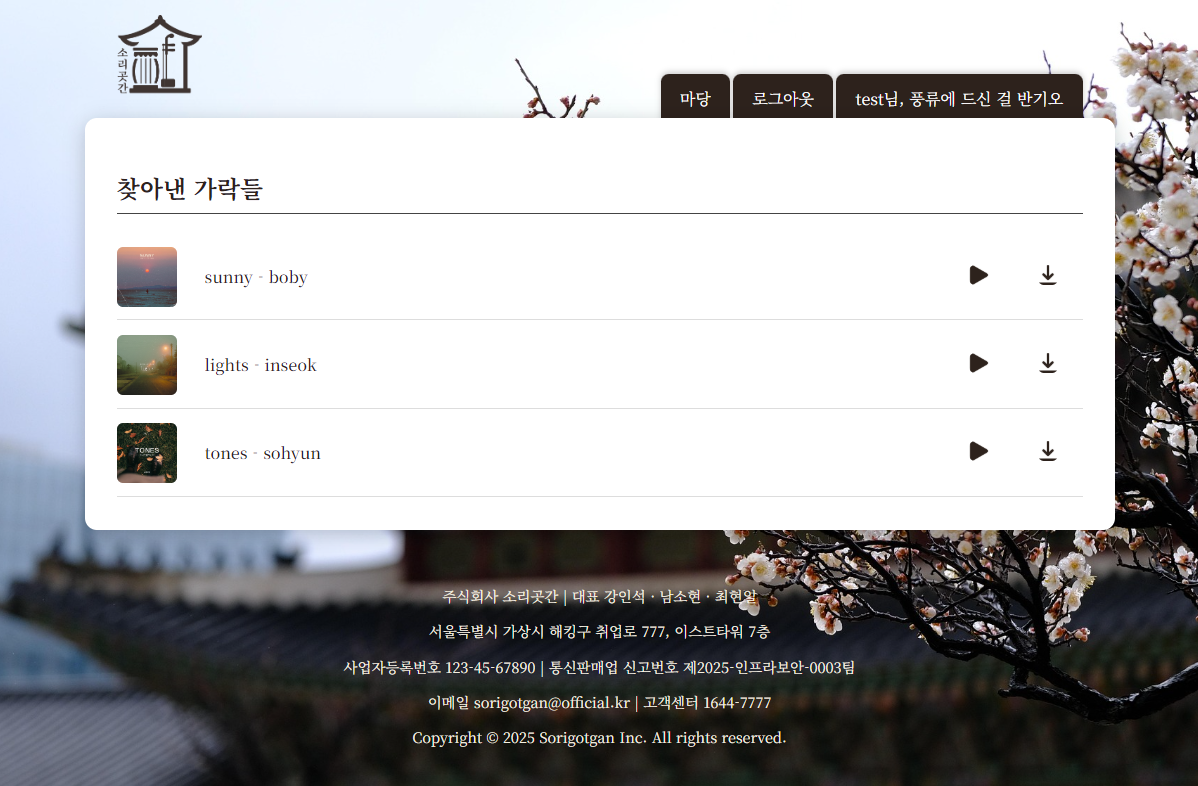 소리곳간
마당
로그아웃
test님, 풍류에 드신 걸 반기오
찾아낸 가락들
sunny - boby
lights - inseok
TONES
tones - sohyun
주식회사 소리곳간 | 대표 강인석 · 남소현 · 최현일
서울특별시 가상시 해킹구 취업로 777, 이스트타워 7층
사업자등록번호 123-45-67890 | 통신판매업 신고번호 제2025-인프라보안-0003팀
이메일 sorigotgan@official.kr | 고객센터 1644-7777
Copyright © 2025 Sorigotgan Inc. All rights reserved.